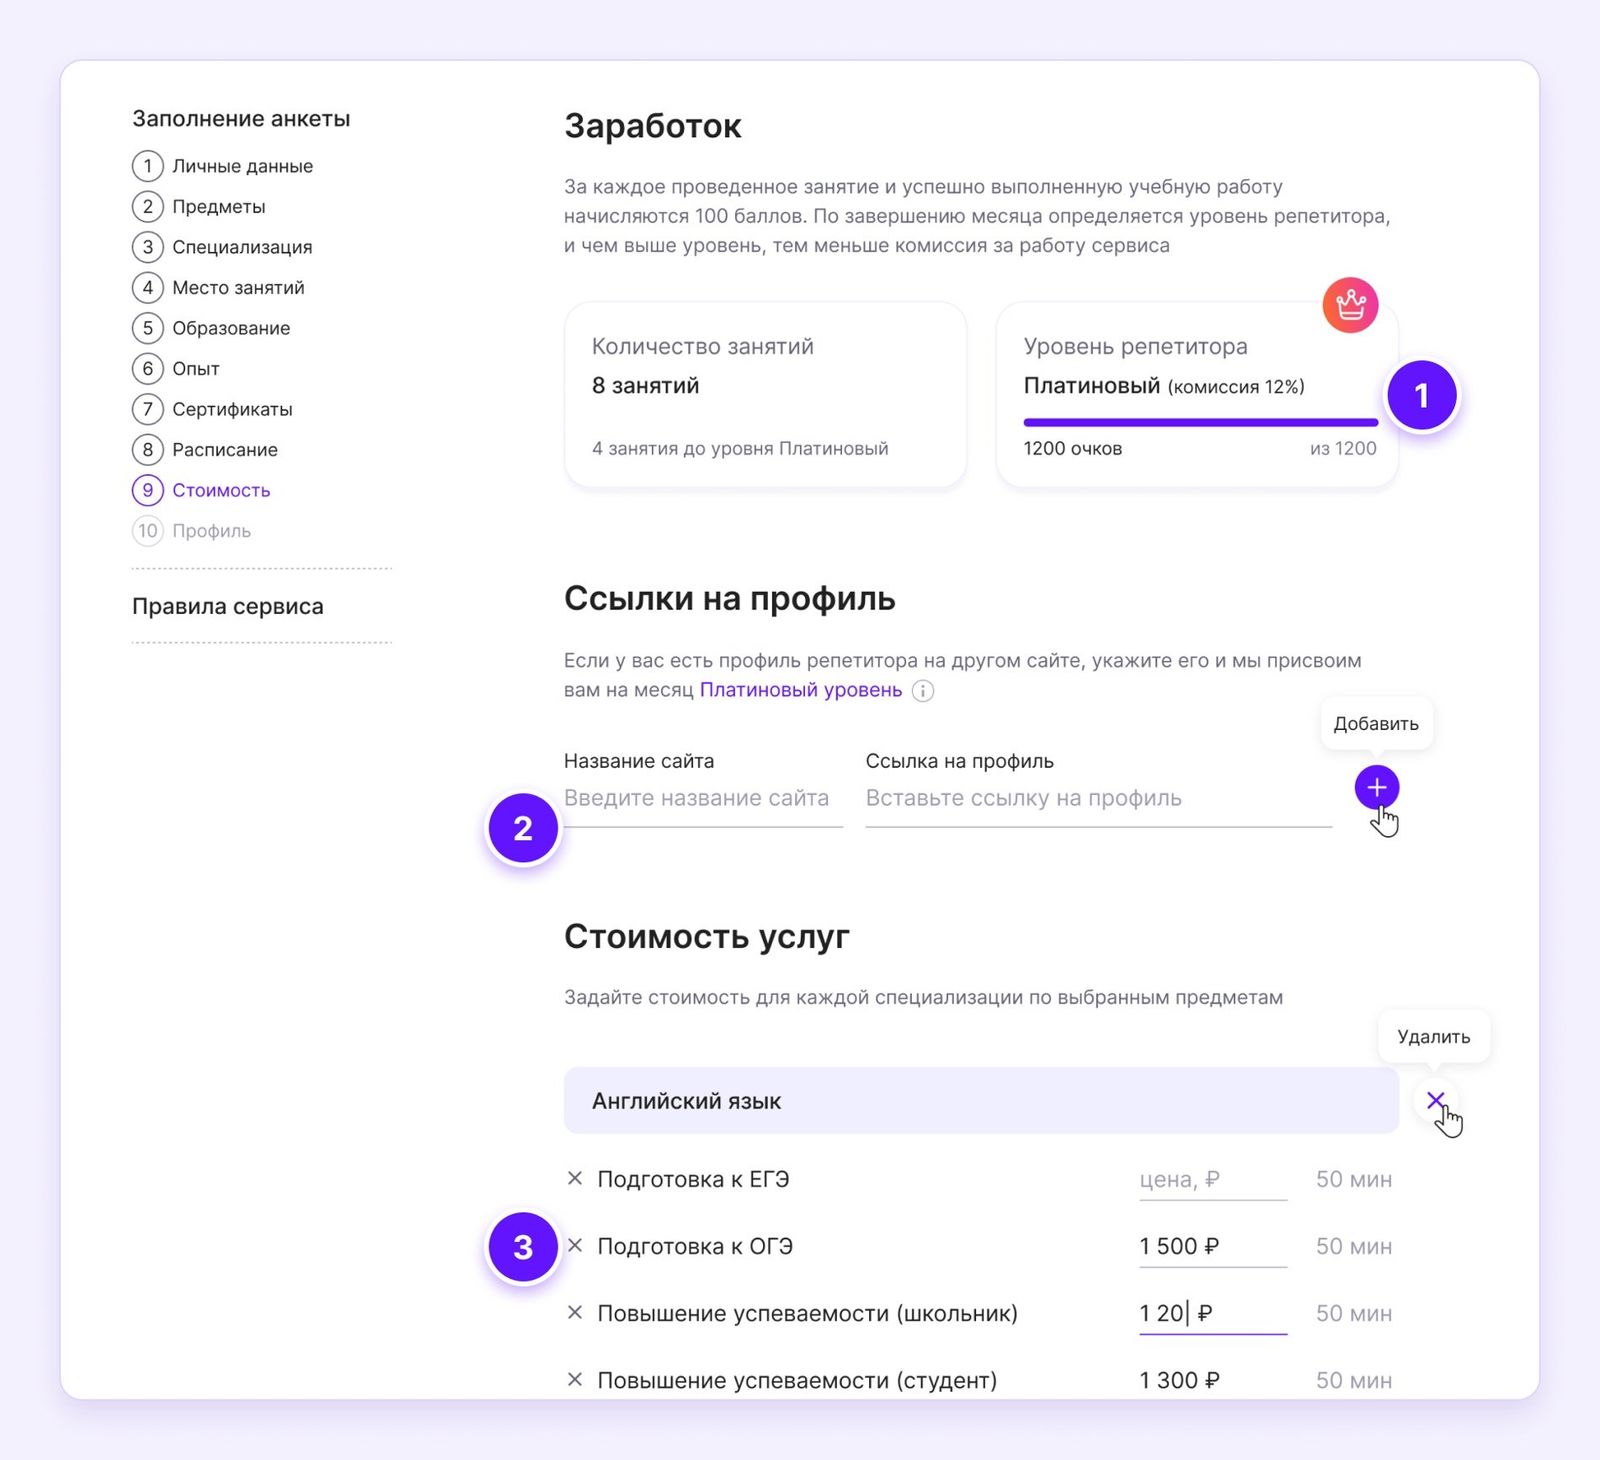 Заполнение анкеты
1 Личные данные
2 Предметы
3 Специализация
4 Место занятий
5 Образование
6 Опыт
7 Сертификаты
8 Расписание
9 Стоимость
10 Профиль
Правила сервиса
Заработок
За каждое проведенное занятие и успешно выполненную учебную работу
начисляются 100 баллов. По завершению месяца определяется уровень репетитора,
и чем выше уровень, тем меньше комиссия за работу сервиса
Количество занятий
8 занятий
4 занятия до уровня Платиновый
Уровень репетитора
Платиновый (комиссия 12%)
1200 очков из 1200
1
Ссылки на профиль
Если у вас есть профиль репетитора на другом сайте, укажите его и мы присвоим
вам на месяц Платиновый уровень i
Добавить
Название сайта Ссылка на профиль
Введите название сайта Вставьте ссылку на профиль
2
Стоимость услуг
Задайте стоимость для каждой специализации по выбранным предметам
Удалить
Английский язык
Подготовка к ЕГЭ цена, ₽ 50 мин
3
Подготовка к ОГЭ 1 500 ₽ 50 мин
Повышение успеваемости (школьник) 1 20 ₽ 50 мин
Повышение успеваемости (студент) 1 300 ₽ 50 мин